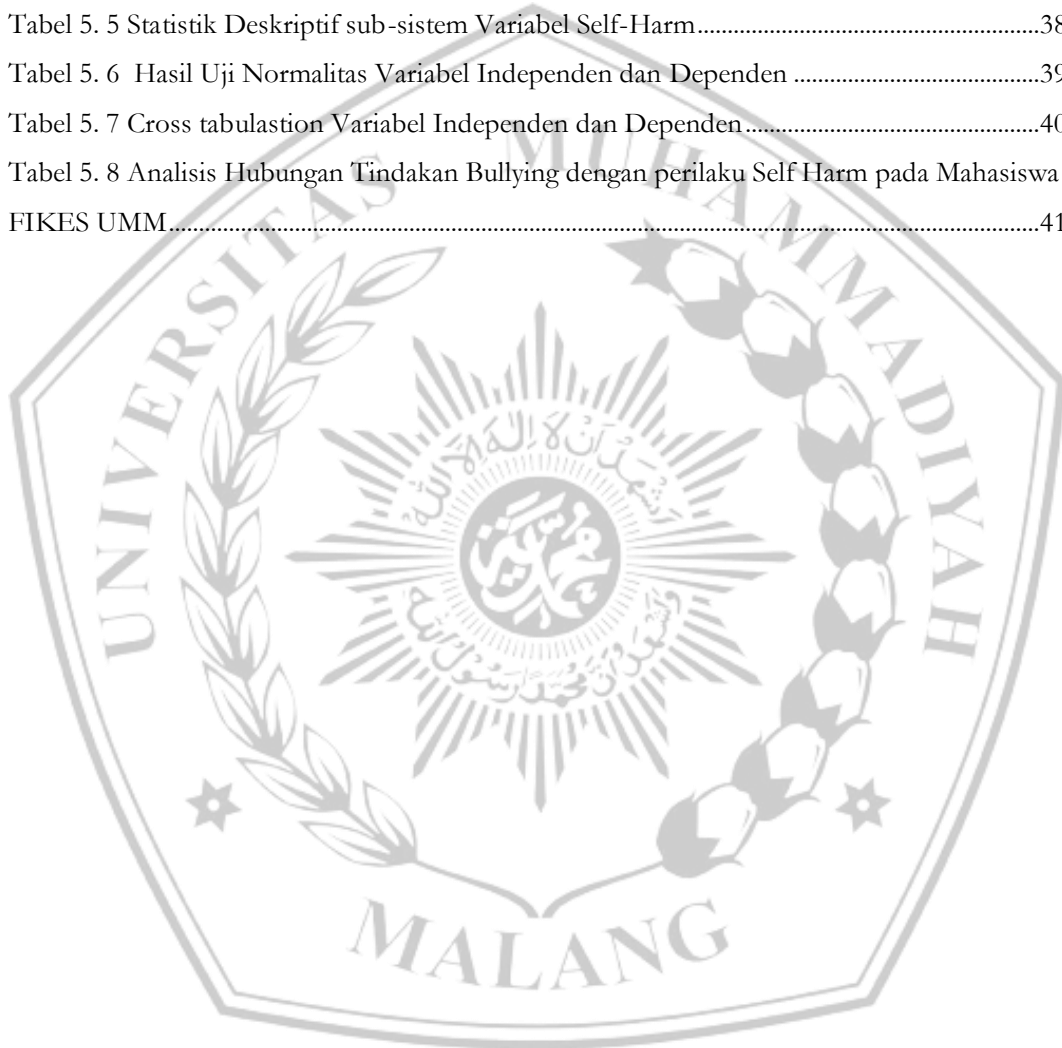 Tabel 5. 5 Statistik Deskriptif sub-sistem Variabel Self-Harm.......................................................................38
Tabel 5. 6 Hasil Uji Normalitas Variabel Independen dan Dependen ...................................................39
Tabel 5. 7 Cross tabulastion Variabel Independen dan Dependen.............................................................40
Tabel 5. 8 Analisis Hubungan Tindakan Bullying dengan perilaku Self Harm pada Mahasiswa
FIKES UMM....................................................................................................................................................................................41
UNIVERSITAS MUHAMMADIYAH
MALANG